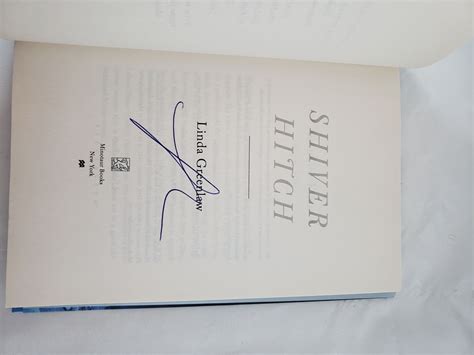 SHIVER
HITCH
Linda Greenlaw
Minotaur Books
New York